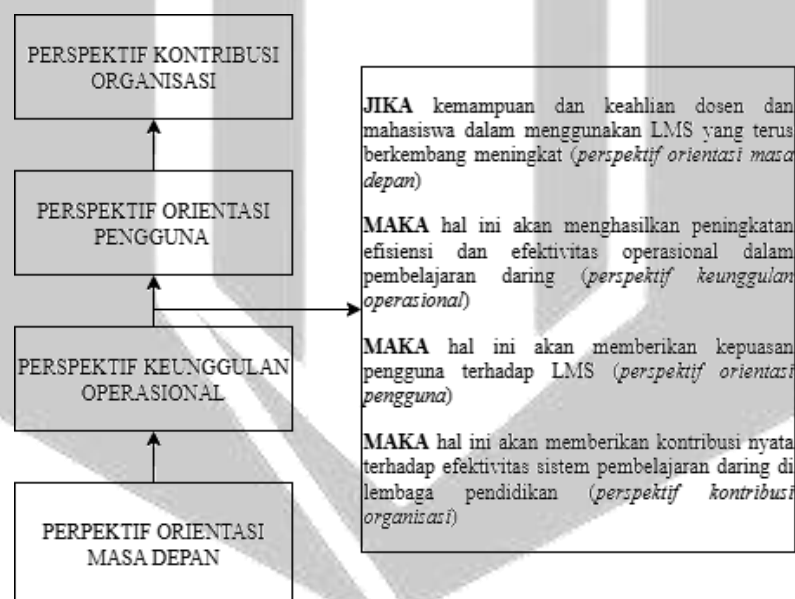 PERSPEKTIF KONTRIBUSI
ORGANISASI
PERSPEKTIF ORIENTASI
PENGGUNA
PERSPEKTIF KEUNGGULAN
OPERASIONAL
PERPEKTIF ORIENTASI
MASA DEPAN
JIKA kemampuan dan keahlian dosen dan
mahasiswa dalam menggunakan LMS yang terus
berkembang meningkat (perspektif orientasi masa
depan)
MAKA hal ini akan menghasilkan peningkatan
efisiensi dan efektivitas operasional dalam
pembelajaran daring (perspektif keunggulan
operasional)
MAKA hal ini akan memberikan kepuasan
pengguna terhadap LMS (perspektif orientasi
pengguna)
MAKA hal ini akan memberikan kontribusi nyata
terhadap efektivitas sistem pembelajaran daring di
lembaga pendidikan (perspektif kontribusi
organisasi)